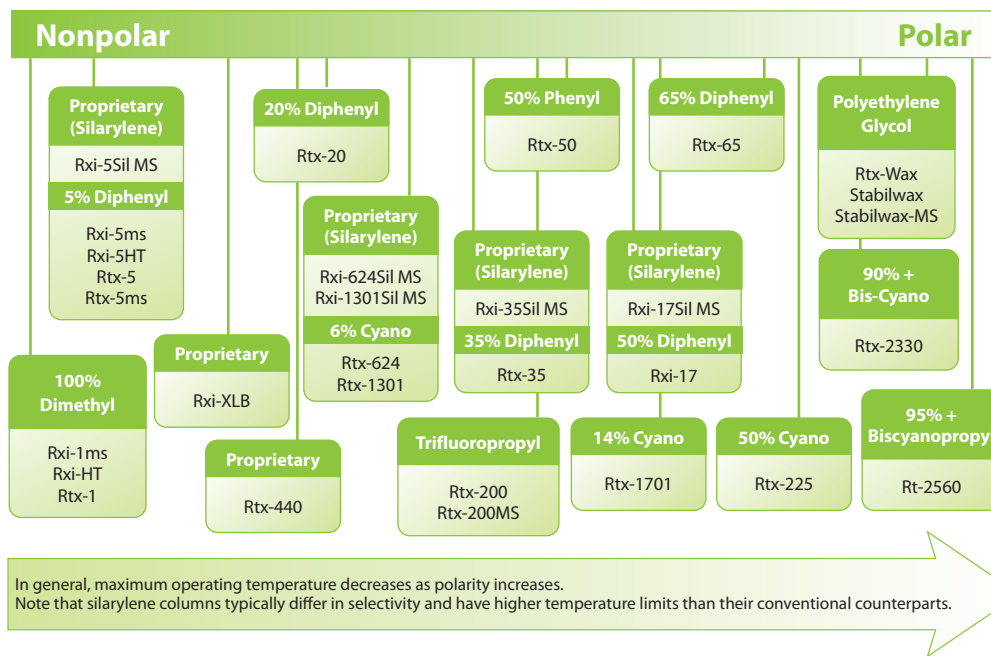 Nonpolar
Polar
Proprietary
(Silarylene)
Rxi-5Sil MS
5% Diphenyl
Rxi-5ms
Rxi-5HT
Rtx-5
Rtx-5ms
20% Diphenyl
Rtx-20
50% Phenyl
Rtx-50
65% Diphenyl
Rtx-65
Polyethylene
Glycol
Rtx-Wax
Stabilwax
Stabilwax-MS
Proprietary
(Silarylene)
Rxi-624Sil MS
Rxi-1301Sil MS
6% Cyano
Rtx-624
Rtx-1301
Proprietary
(Silarylene)
Rxi-35Sil MS
35% Diphenyl
Rtx-35
Proprietary
(Silarylene)
Rxi-17Sil MS
50% Diphenyl
Rxi-17
90% +
Bis-Cyano
Rtx-2330
100%
Dimethyl
Rxi-1ms
Rxi-HT
Rtx-1
Proprietary
Rxi-XLB
Proprietary
Rtx-440
Trifluoropropyl
Rtx-200
Rtx-200MS
14% Cyano
Rtx-1701
50% Cyano
Rtx-225
95% +
Biscyanopropyl
Rt-2560
In general, maximum operating temperature decreases as polarity increases.
Note that silarylene columns typically differ in selectivity and have higher temperature limits than their conventional counterparts.